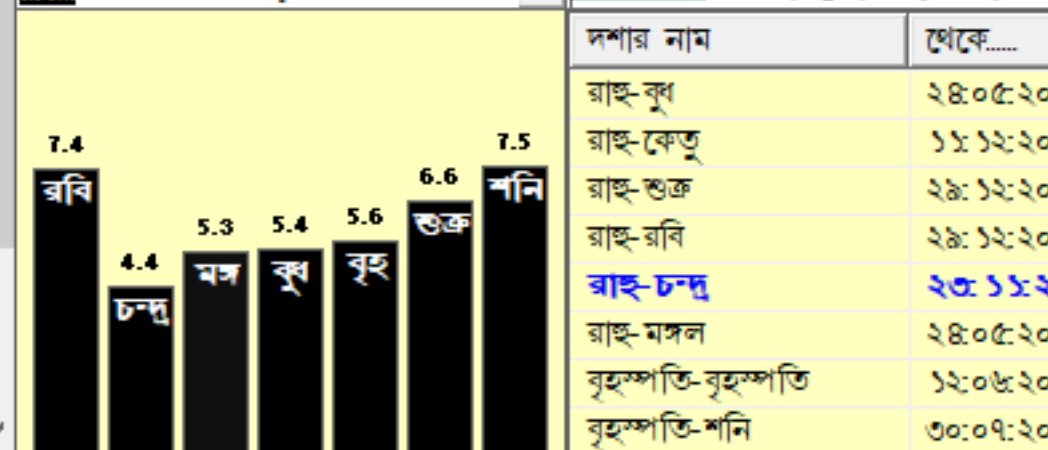 7.4
রবি
4.4
চন্দ্র
5.3
মঙ্গ
5.4
বুধ
5.6
বৃহ
6.6
শুক্র
7.5
শনি
দশার নাম থেকে.....
রাহু-বুধ ২৪:০৫:২০
রাহু-কেতু ১১:১২:২০
রাহু-শুক্র ২৯:১২:২০
রাহু-রবি ২৯:১২:২০
রাহু-চন্দ্র ২৩:১১:২
রাহু-মঙ্গল ২৪:০৫:২০
বৃহস্পতি-বৃহস্পতি ১২:০৬:২০
বৃহস্পতি-শনি ৩০:০৭:২০